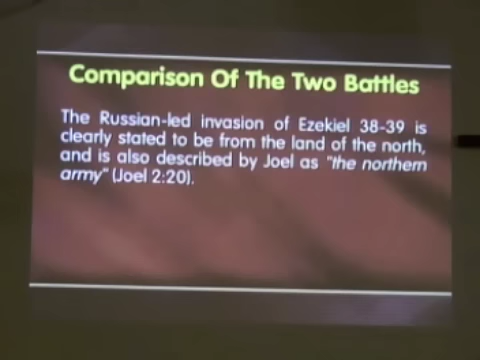 Comparison Of The Two Battles
The Russian-led invasion of Ezekiel 38-39 is
clearly stated to be from the land of the north,
and is also described by Joel as "the northern
army" (Joel 2:20).